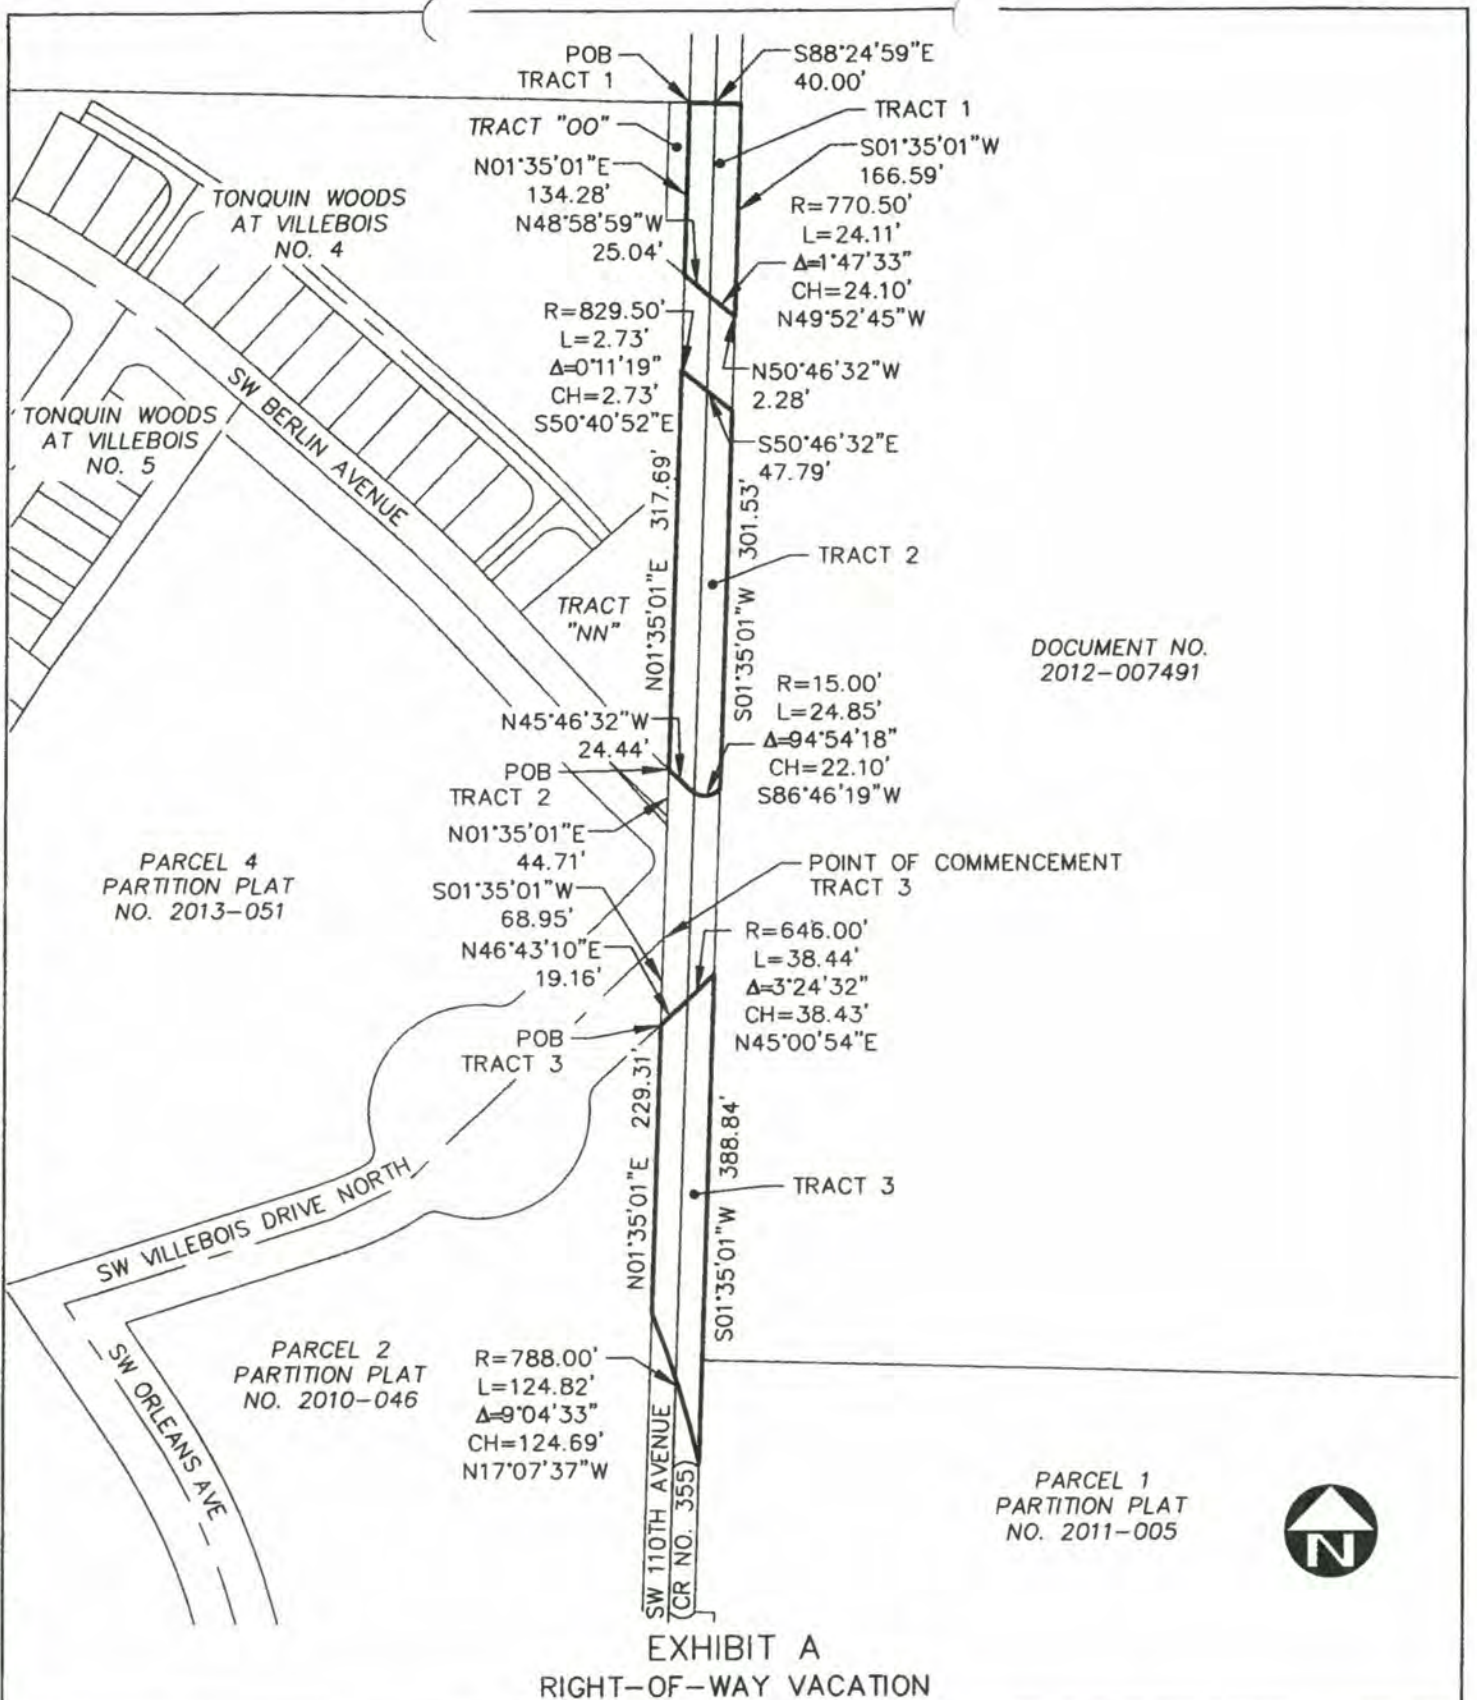 POB
TRACT 1
S88°24'59"E
40.00'
TRACT 1
TRACT "OO"
S01°35'01"W
166.59'
N01°35'01"E
134.28'
TONQUIN WOODS
AT VILLEBOIS
NO. 4
N48°58'59"W
25.04'
R=770.50'
L=24.11'
Δ=1°47'33"
CH=24.10'
N49°52'45"W
R=829.50'
L=2.73'
Δ=0°11'19"
CH=2.73'
S50°40'52"E
N50°46'32"W
2.28'
S50°46'32"E
47.79'
SW BERLIN AVENUE
TONQUIN WOODS
AT VILLEBOIS
NO. 5
N01°35'01"E 317.69'
S01°35'01"W 301.53'
TRACT 2
TRACT
"NN"
DOCUMENT NO.
2012-007491
R=15.00'
L=24.85'
Δ=94°54'18"
CH=22.10'
S86°46'19"W
N45°46'32"W
24.44'
POB
TRACT 2
N01°35'01"E
44.71'
PARCEL 4
PARTITION PLAT
NO. 2013-051
POINT OF COMMENCEMENT
TRACT 3
S01°35'01"W
68.95'
N46°43'10"E
19.16'
R=646.00'
L=38.44'
Δ=3°24'32"
CH=38.43'
N45°00'54"E
POB
TRACT 3
N01°35'01"E 229.31'
S01°35'01"W 388.84'
TRACT 3
SW VILLEBOIS DRIVE NORTH
SW ORLEANS AVE
PARCEL 2
PARTITION PLAT
NO. 2010-046
R=788.00'
L=124.82'
Δ=9°04'33"
CH=124.69'
N17°07'37"W
SW 110TH AVENUE
(CR NO. 355)
PARCEL 1
PARTITION PLAT
NO. 2011-005
N
EXHIBIT A
RIGHT-OF-WAY VACATION